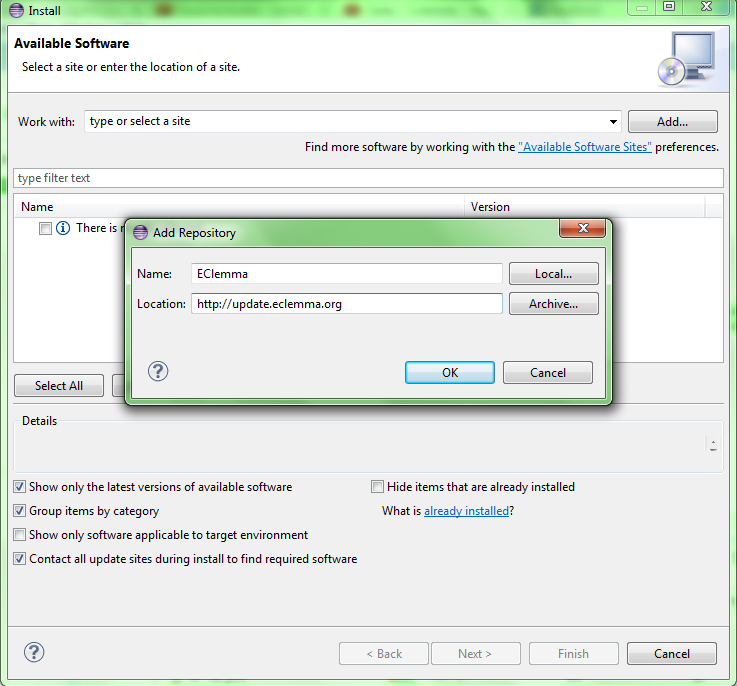 Install
Available Software
Select a site or enter the location of a site.
Work with: type or select a site Add...
Find more software by working with the "Available Software Sites" preferences.
type filter text
Name Version
There is
Add Repository
Name: EClemma Local...
Location: http://update.eclemma.org Archive...
OK Cancel
Select All
Details
Show only the latest versions of available software Hide items that are already installed
Group items by category What is already installed?
Show only software applicable to target environment
Contact all update sites during install to find required software
< Back Next > Finish Cancel